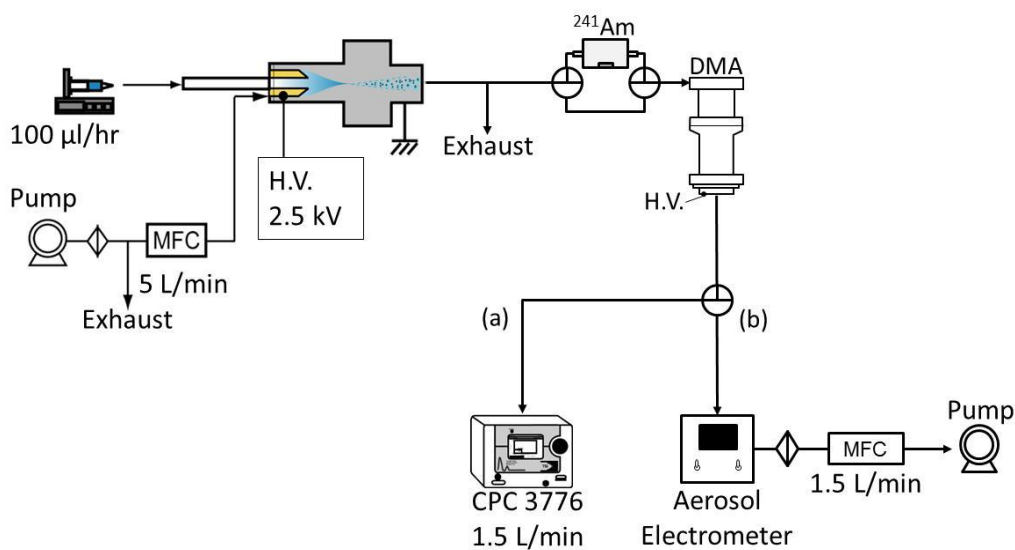 ²⁴¹Am
DMA
100 µl/hr
Exhaust
H.V.
H.V.
2.5 kV
Pump
MFC
5 L/min
Exhaust
(a)
(b)
Pump
MFC
1.5 L/min
CPC 3776
1.5 L/min
Aerosol
Electrometer